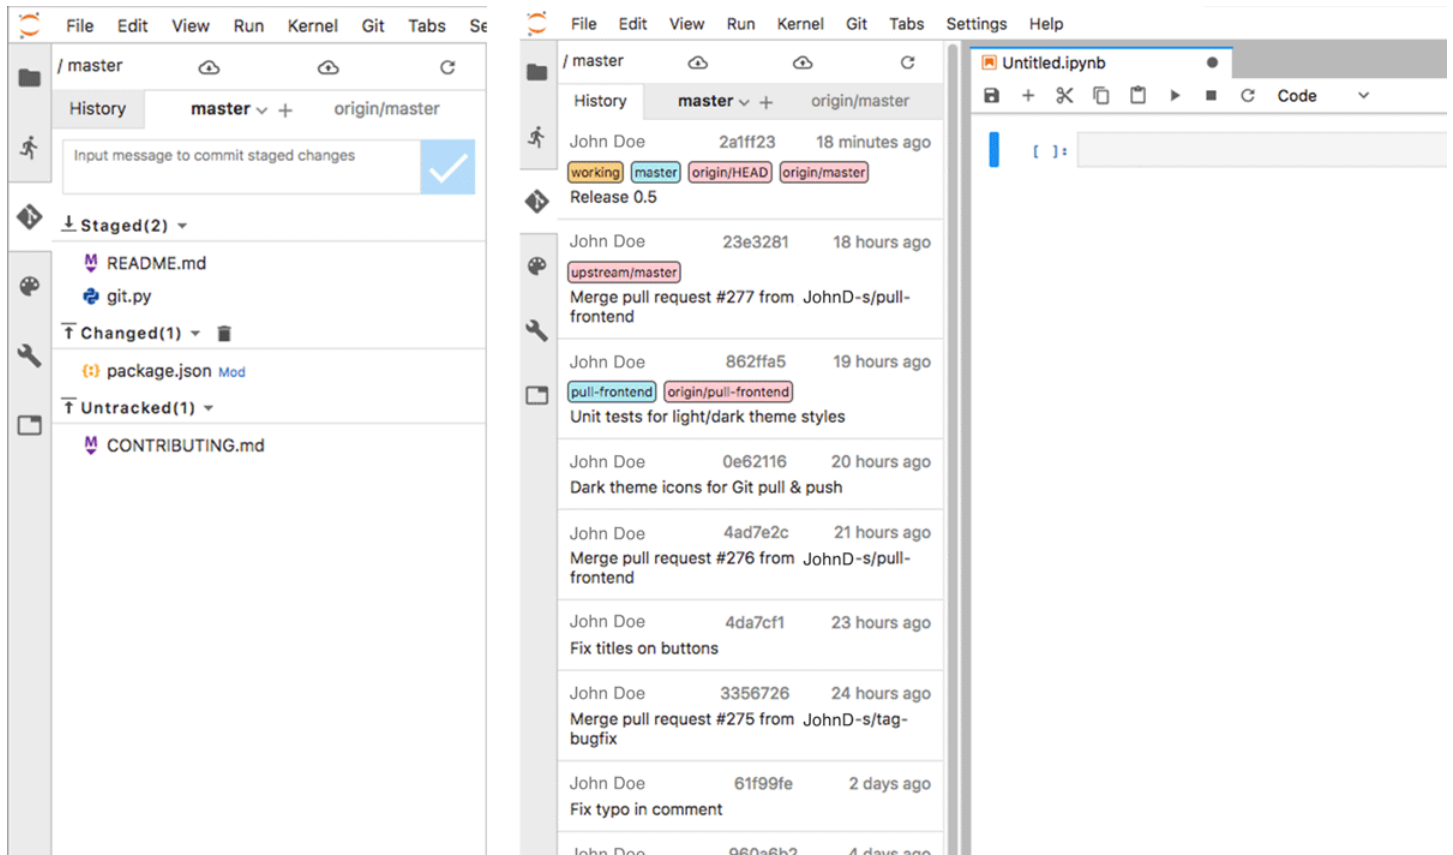 File Edit View Run Kernel Git Tabs
/ master
History master + origin/master
Input message to commit staged changes
Staged(2)
README.md
git.py
Changed(1)
package.json Mod
Untracked(1)
CONTRIBUTING.md
File Edit View Run Kernel Git Tabs Settings Help
/ master
History master + origin/master
John Doe 2a1ff23 18 minutes ago
working master origin/HEAD origin/master
Release 0.5
John Doe 23e3281 18 hours ago
upstream/master
Merge pull request #277 from JohnD-s/pull-
frontend
John Doe 862ffa5 19 hours ago
pull-frontend origin/pull-frontend
Unit tests for light/dark theme styles
John Doe 0e62116 20 hours ago
Dark theme icons for Git pull & push
John Doe 4ad7e2c 21 hours ago
Merge pull request #276 from JohnD-s/pull-
frontend
John Doe 4da7cf1 23 hours ago
Fix titles on buttons
John Doe 3356726 24 hours ago
Merge pull request #275 from JohnD-s/tag-
bugfix
John Doe 61f99fe 2 days ago
Fix typo in comment
John Doe 960a6b2 4 days ago
Untitled.ipynb
Code
[ ]: